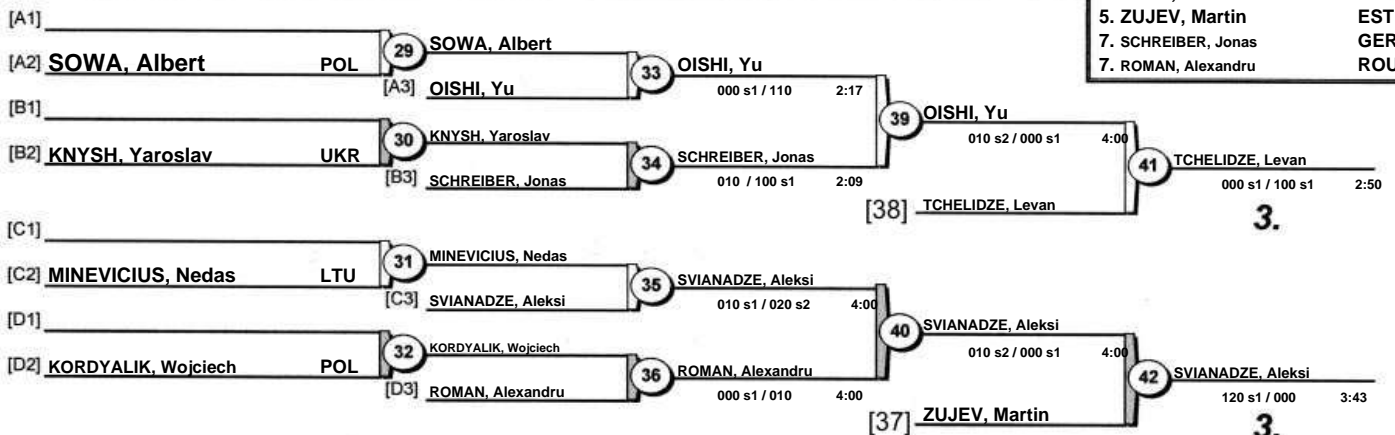 5. ZUJEV, Martin EST
7. SCHREIBER, Jonas GER
7. ROMAN, Alexandru ROU
[A1]
[A2] SOWA, Albert POL
29
SOWA, Albert
[A3] OISHI, Yu
33
OISHI, Yu
000 s1 / 110 2:17
[B1]
[B2] KNYSH, Yaroslav UKR
30
KNYSH, Yaroslav
[B3] SCHREIBER, Jonas
34
SCHREIBER, Jonas
010 / 100 s1 2:09
39
OISHI, Yu
010 s2 / 000 s1 4:00
[38] TCHELIDZE, Levan
41
TCHELIDZE, Levan
000 s1 / 100 s1 2:50
3.
[C1]
[C2] MINEVICIUS, Nedas LTU
31
MINEVICIUS, Nedas
[C3] SVIANADZE, Aleksi
35
SVIANADZE, Aleksi
010 s1 / 020 s2 4:00
[D1]
[D2] KORDYALIK, Wojciech POL
32
KORDYALIK, Wojciech
[D3] ROMAN, Alexandru
36
ROMAN, Alexandru
000 s1 / 010 4:00
40
SVIANADZE, Aleksi
010 s2 / 000 s1 4:00
[37] ZUJEV, Martin
42
SVIANADZE, Aleksi
120 s1 / 000 3:43
3.